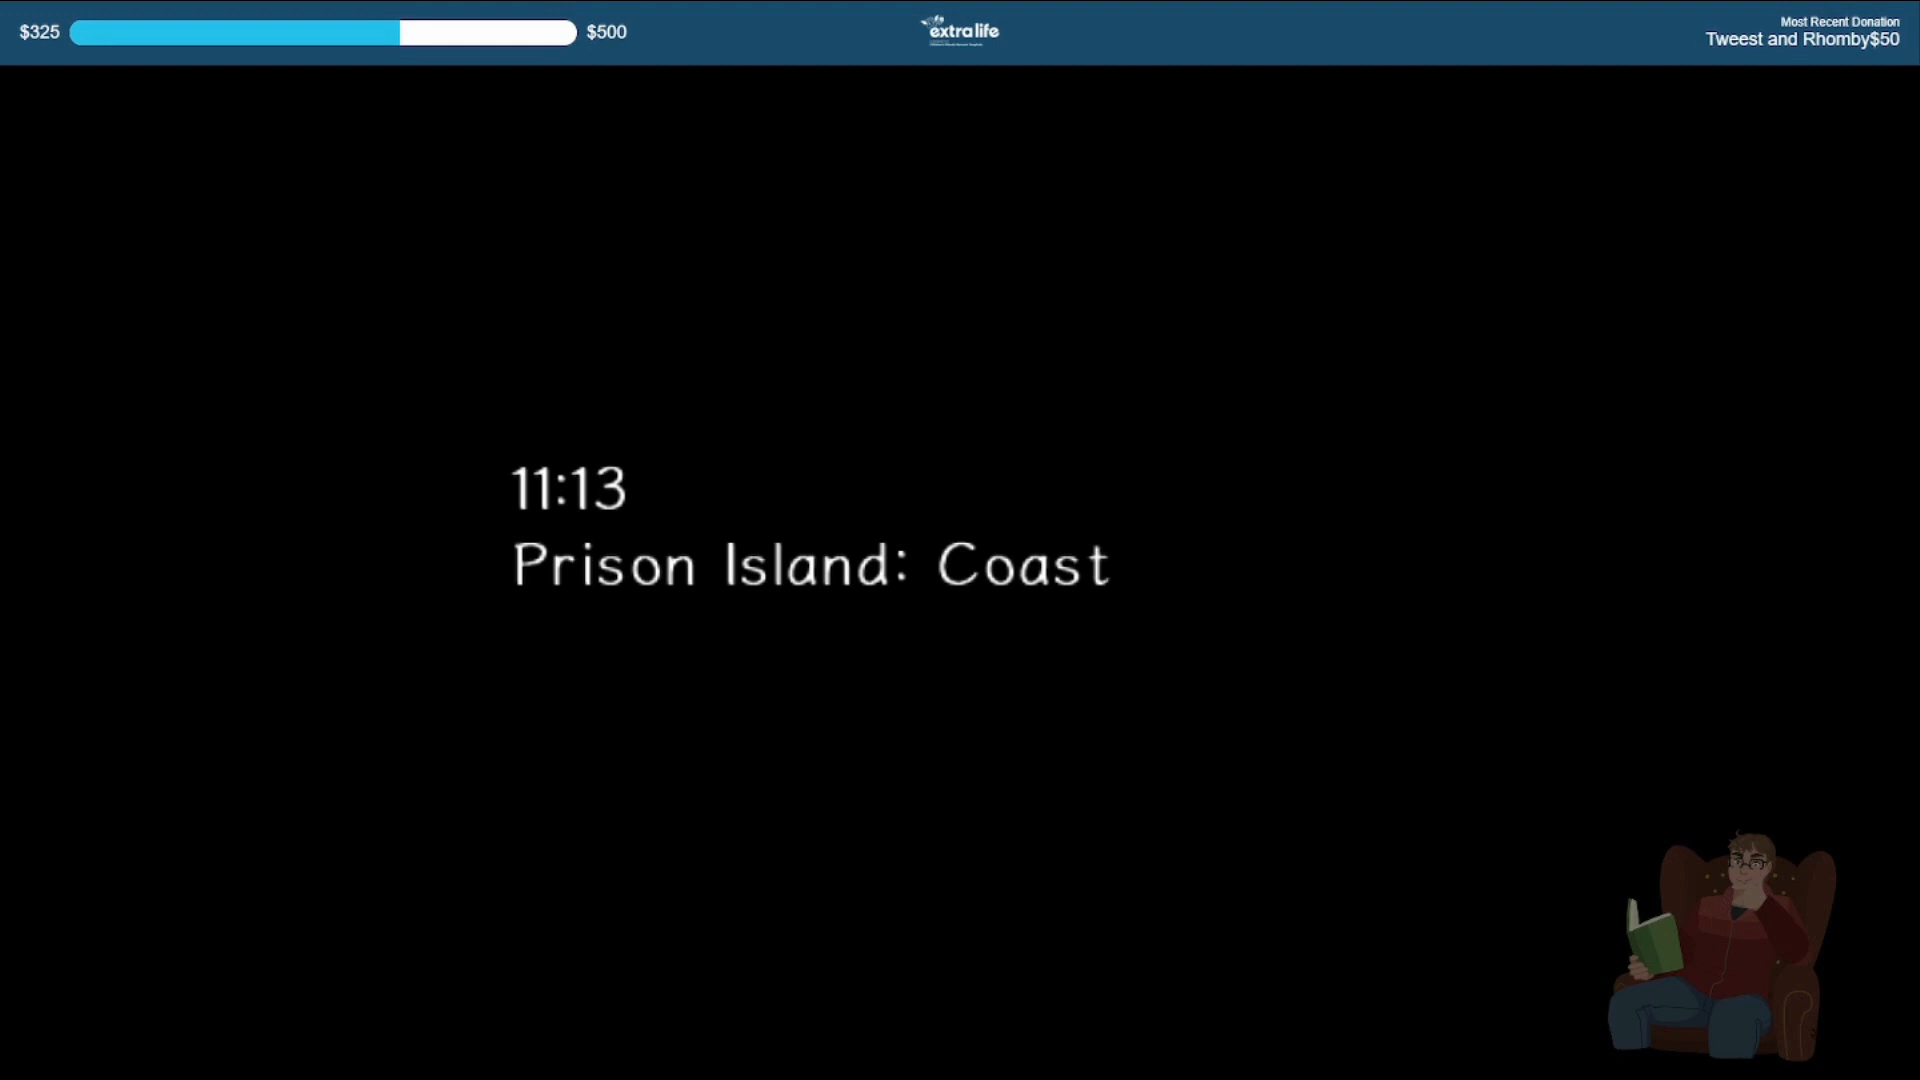 $325
$500
extralife
Most Recent Donation
Tweest and Rhomby$50
11:13
Prison Island: Coast